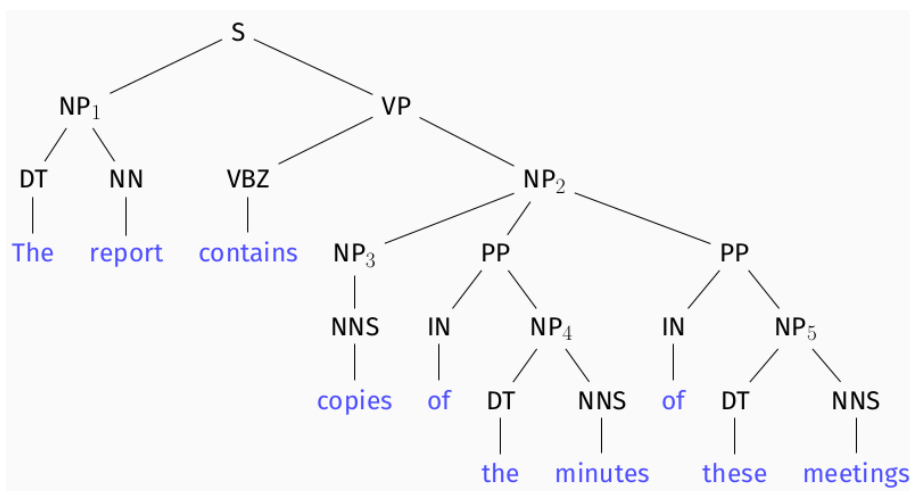 S
NP₁ VP
DT NN VBZ NP₂
The report contains NP₃ PP PP
NNS IN NP₄ IN NP₅
copies of DT NNS of DT NNS
the minutes these meetings